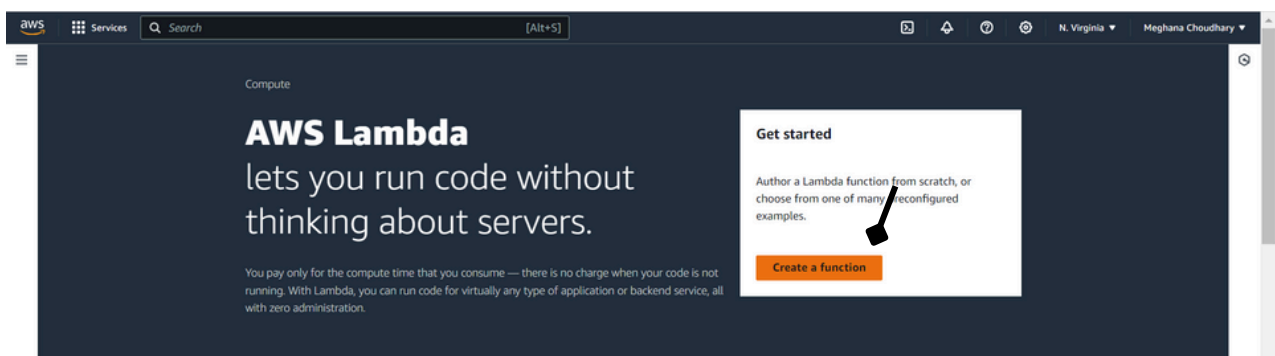 aws
Services
Search
[Alt+S]
N. Virginia
Meghana Choudhary
Compute
AWS Lambda
lets you run code without
thinking about servers.
You pay only for the compute time that you consume — there is no charge when your code is not
running. With Lambda, you can run code for virtually any type of application or backend service, all
with zero administration.
Get started
Author a Lambda function from scratch, or
choose from one of many preconfigured
examples.
Create a function